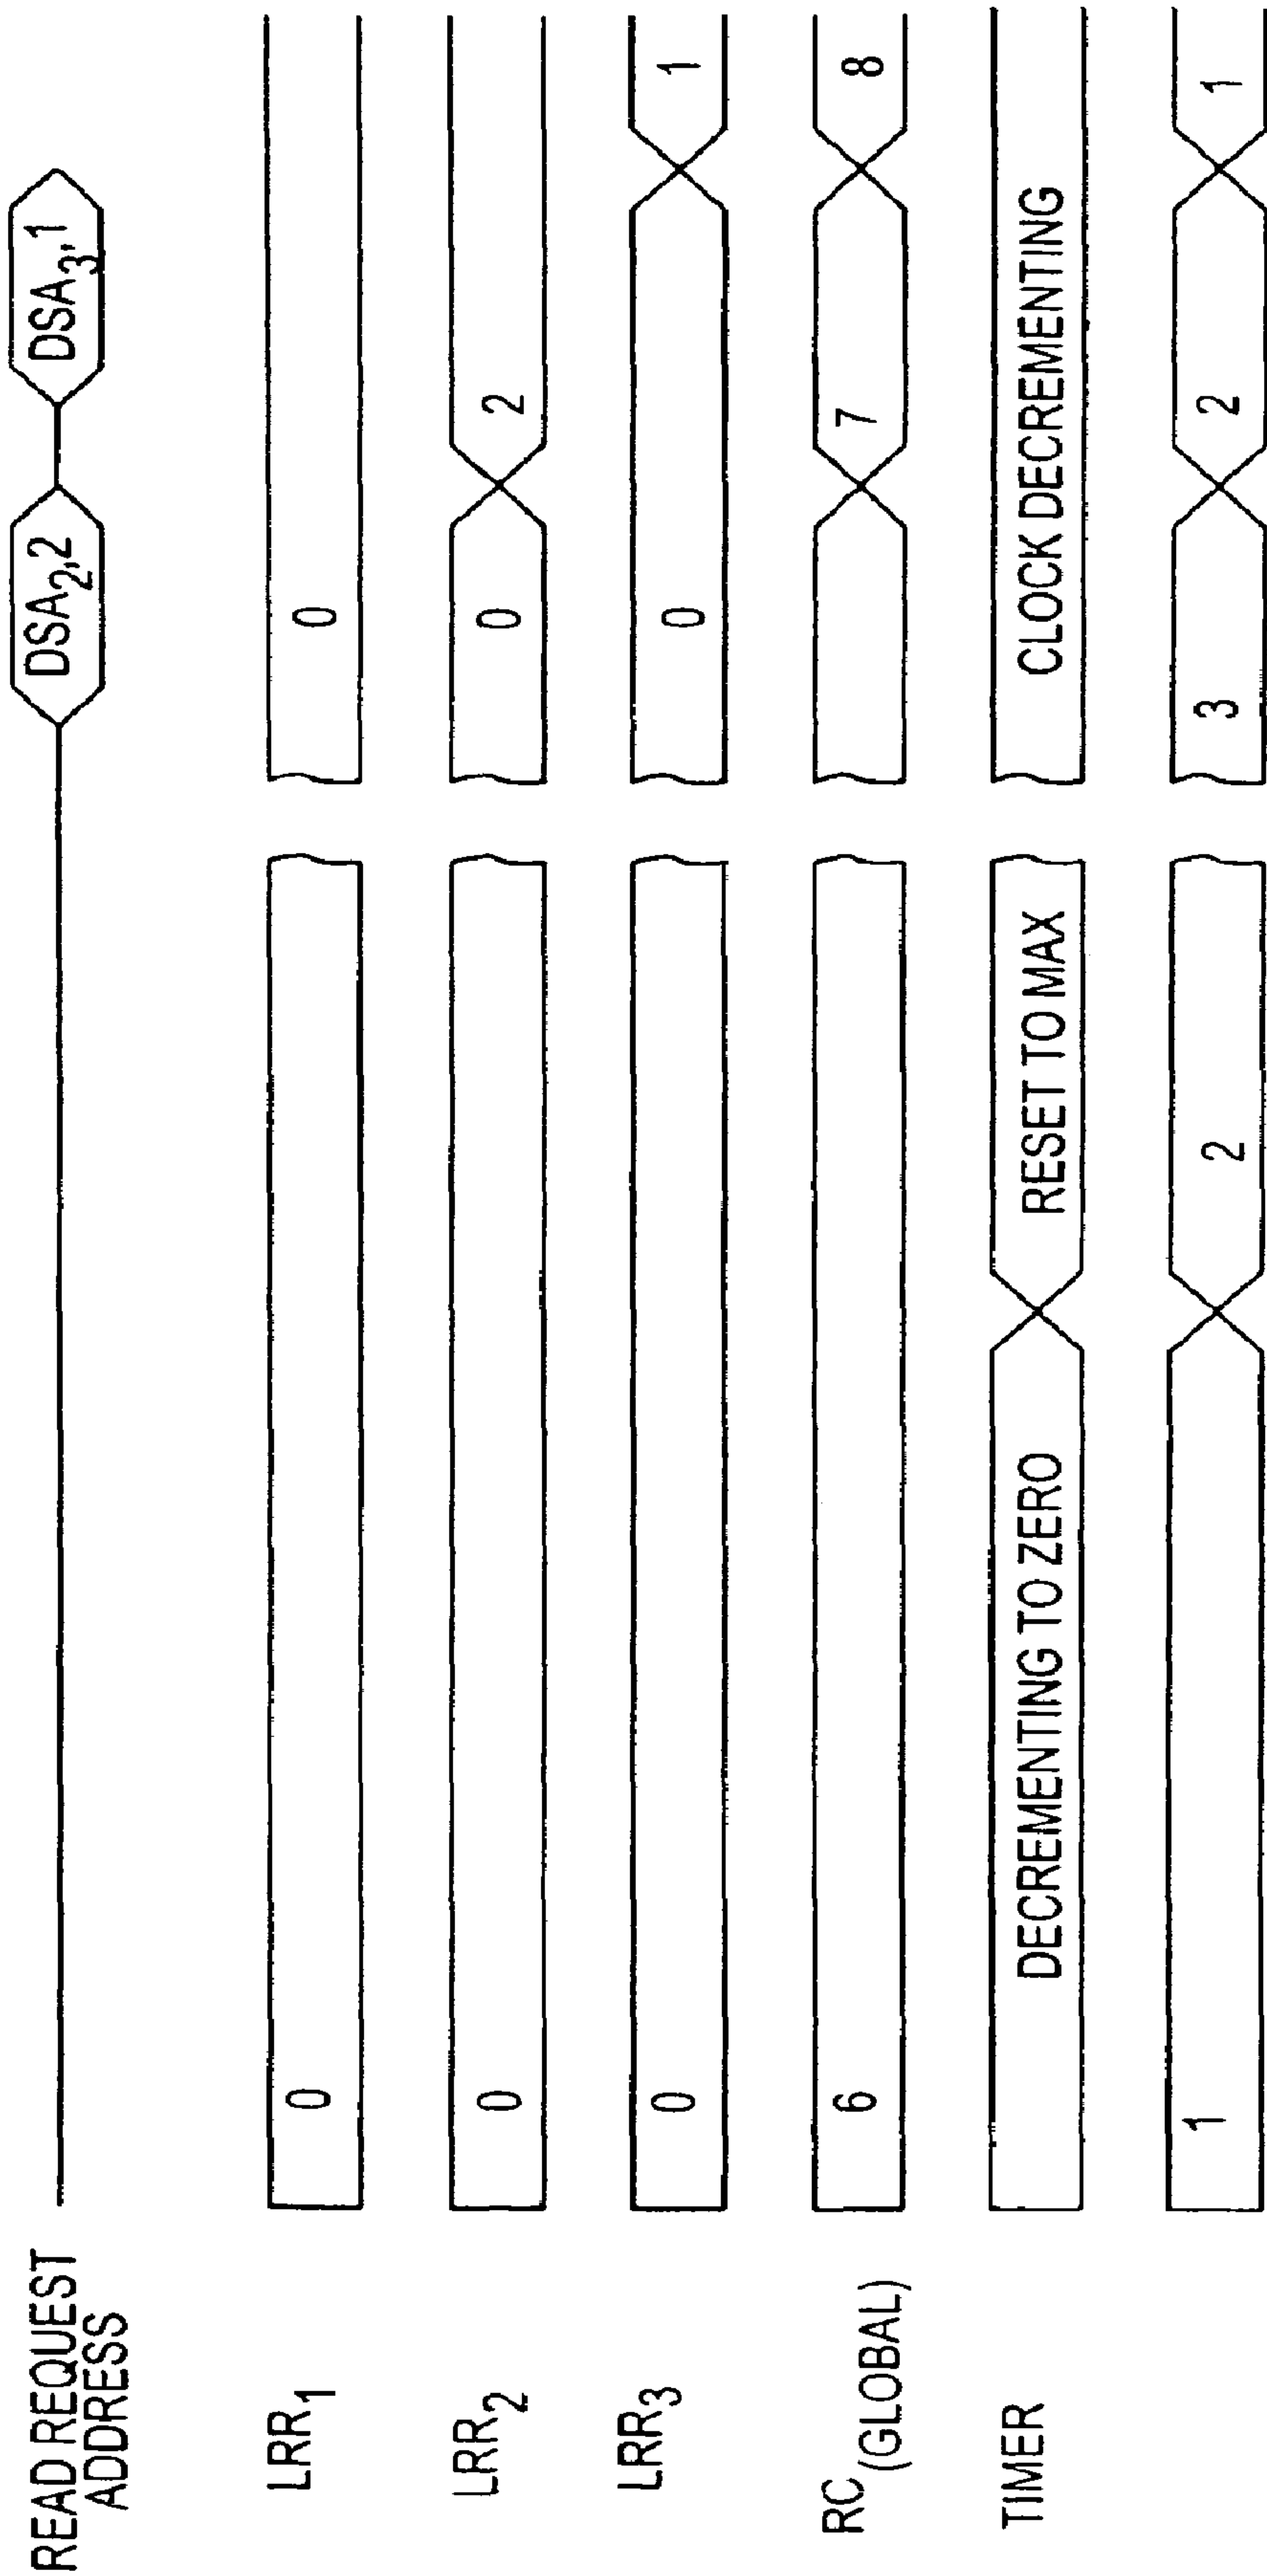 READ REQUEST
ADDRESS
DSA2,2
DSA3,1
LRR1
0
0
LRR2
0
0
2
LRR3
0
0
1
RC(GLOBAL)
6
7
8
TIMER
DECREMENTING TO ZERO
RESET TO MAX
CLOCK DECREMENTING
1
2
3
2
1